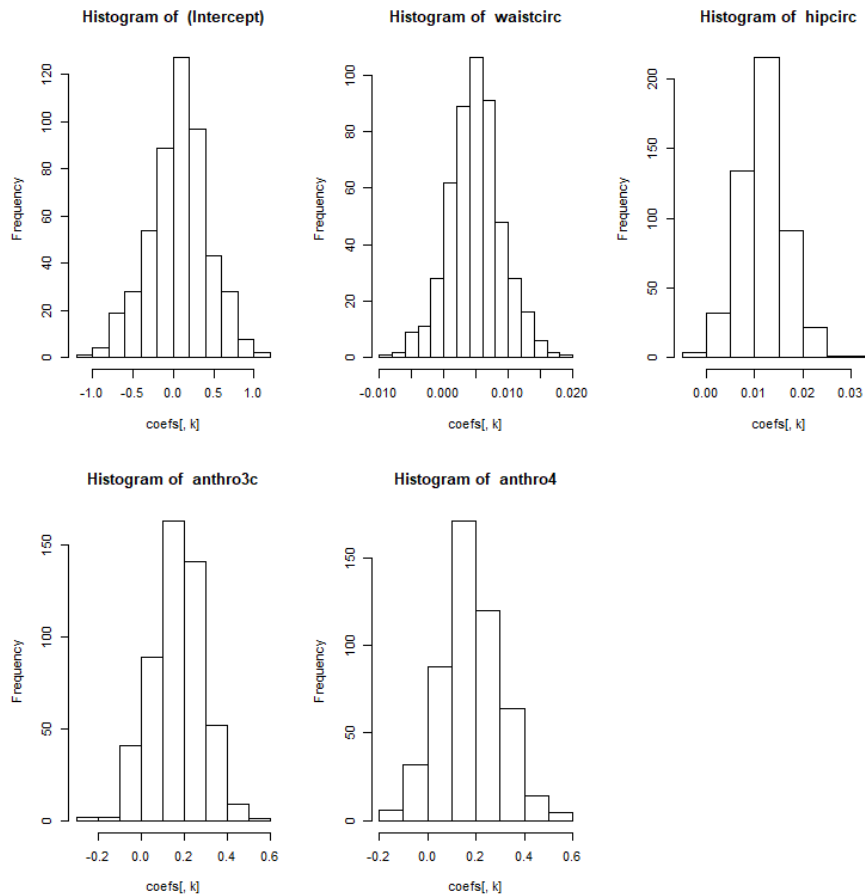 Histogram of (Intercept)
Frequency
0 20 40 60 80 100 120
-1.0 -0.5 0.0 0.5 1.0
coefs[, k]
Histogram of waistcirc
Frequency
0 20 40 60 80 100
-0.010 0.000 0.010 0.020
coefs[, k]
Histogram of hipcirc
Frequency
0 50 100 150 200
0.00 0.01 0.02 0.03
coefs[, k]
Histogram of anthro3c
Frequency
0 50 100 150
-0.2 0.0 0.2 0.4 0.6
coefs[, k]
Histogram of anthro4
Frequency
0 50 100 150
-0.2 0.0 0.2 0.4 0.6
coefs[, k]